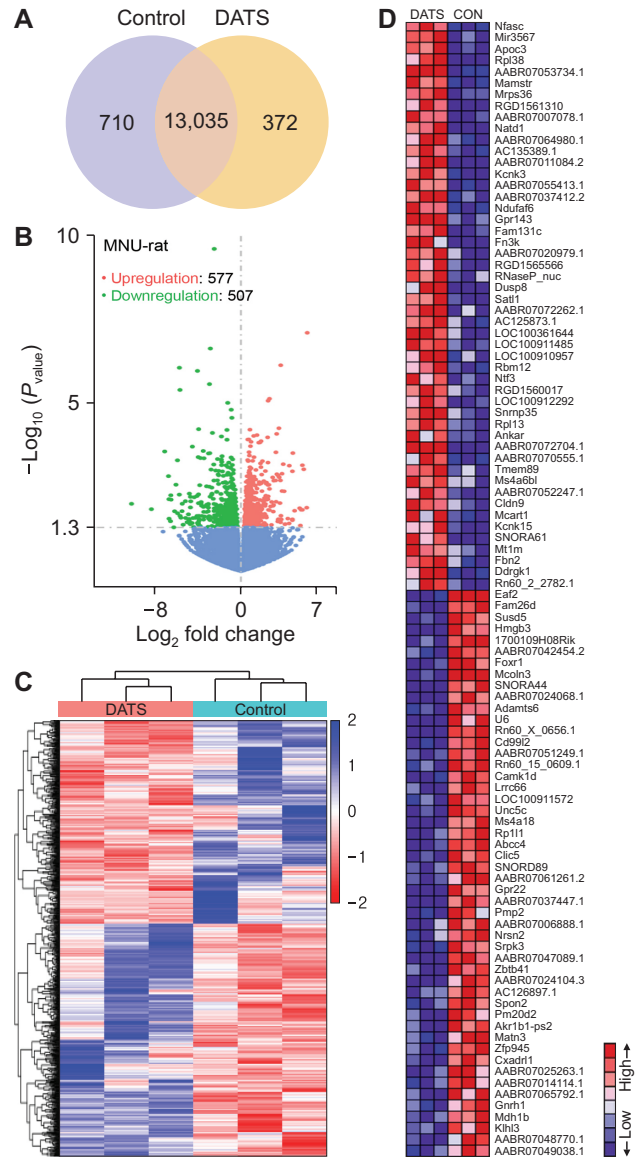 A
Control DATS
710 13,035 372
B
10
MNU-rat
• Upregulation: 577
• Downregulation: 507
5
1.3
−Log10 (Pvalue)
−8 0 7
Log2 fold change
C
DATS Control
2
1
0
−1
−2
D
DATS CON
Nfasc
Mir3567
Apoc3
Rpl38
AABR07053734.1
Mamstr
Mrps36
RGD1561310
AABR07007078.1
Natd1
AABR07064980.1
AC135389.1
AABR07011084.2
Kcnk3
AABR07055413.1
AABR07037412.2
Ndufaf6
Gpr143
Fam131c
Fn3k
AABR07020979.1
RGD1565566
RNaseP_nuc
Dusp8
Satl1
AABR07072262.1
AC125873.1
LOC100361644
LOC100911485
LOC100910957
Rbm12
Ntf3
RGD1560017
LOC100912292
Snrnp35
Rpl13
Ankar
AABR07072704.1
AABR07070555.1
Tmem89
Ms4a6bl
AABR07052247.1
Cldn9
Mcart1
Kcnk15
SNORA61
Mt1m
Fbn2
Ddrgk1
Rn60_2_2782.1
Eaf2
Fam26d
Susd5
Hmgb3
1700109H08Rik
AABR07042454.2
Foxr1
Mcoln3
SNORA44
AABR07024068.1
Adamts6
U6
Rn60_X_0656.1
Cd99l2
AABR07051249.1
Rn60_15_0609.1
Camk1d
Lrrc66
LOC100911572
Unc5c
Ms4a18
Rp1l1
Abcc4
Clic5
SNORD89
AABR07061261.2
Gpr22
AABR07037447.1
Pmp2
AABR07006888.1
Nrsn2
Srpk3
AABR07047089.1
Zbtb41
AABR07024104.3
AC126897.1
Spon2
Pm20d2
Akr1b1-ps2
Matn3
Zfp945
Cxadrl1
AABR07025263.1
AABR07014114.1
AABR07065792.1
Gnrh1
Mdh1b
Klhl3
AABR07048770.1
AABR07049038.1
←Low High→